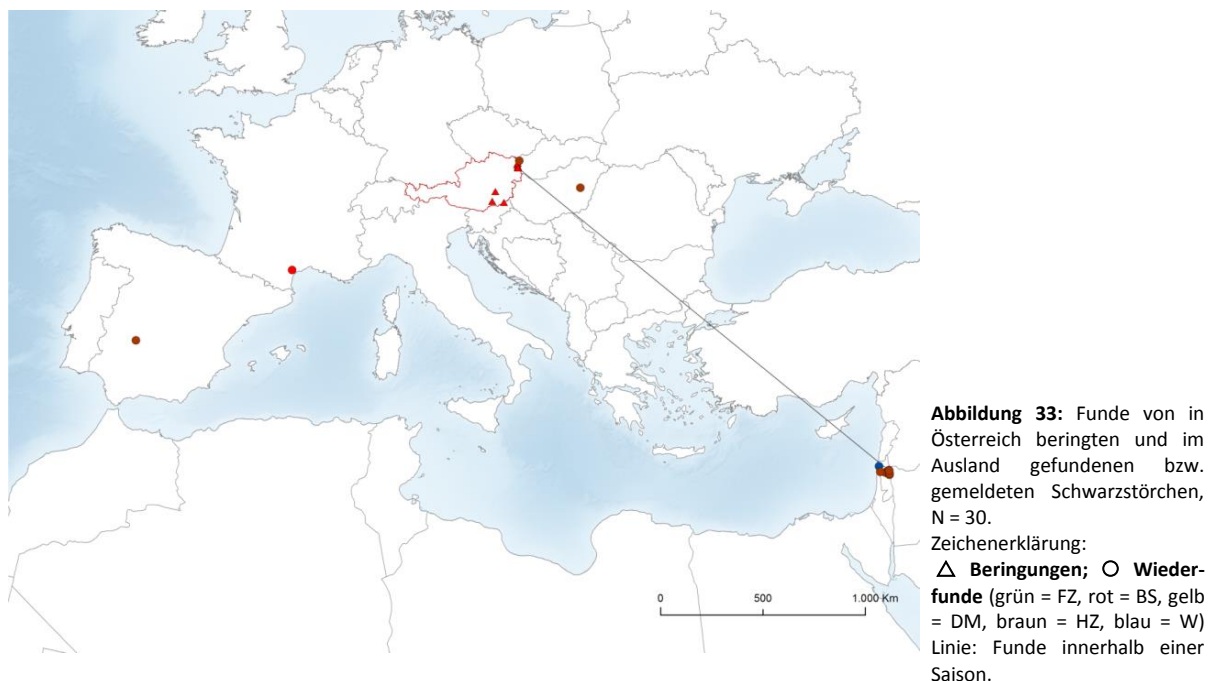 0 500 1.000 Km
Abbildung 33: Funde von in
Österreich beringten und im
Ausland gefundenen bzw.
gemeldeten Schwarzstörchen,
N = 30.
Zeichenerklärung:
△ Beringungen; ○ Wieder-
funde (grün = FZ, rot = BS, gelb
= DM, braun = HZ, blau = W)
Linie: Funde innerhalb einer
Saison.